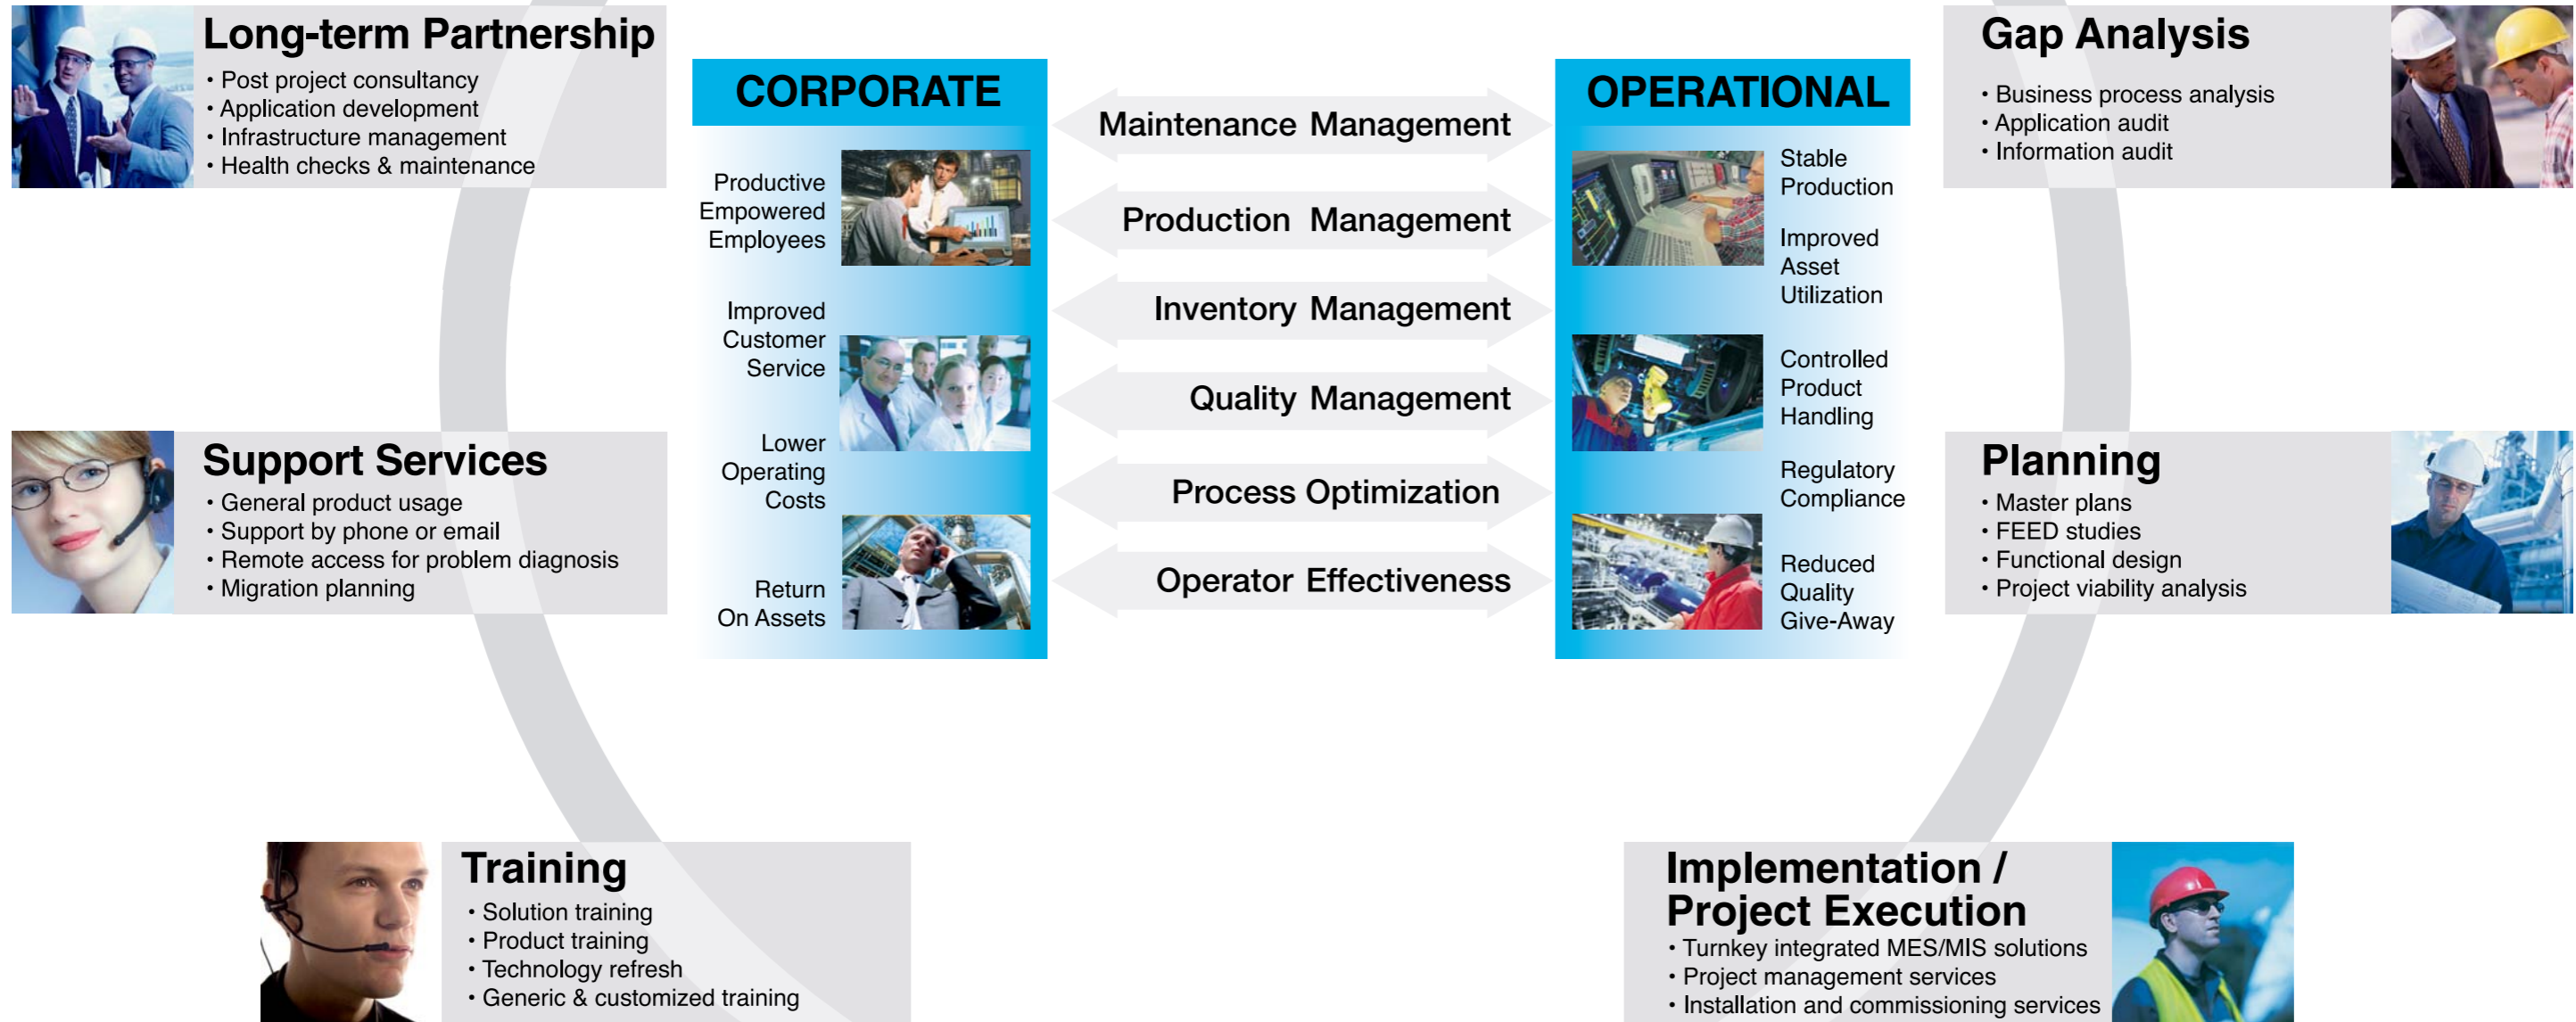 Long-term Partnership
• Post project consultancy
• Application development
• Infrastructure management
• Health checks & maintenance
Support Services
• General product usage
• Support by phone or email
• Remote access for problem diagnosis
• Migration planning
Training
• Solution training
• Product training
• Technology refresh
• Generic & customized training
CORPORATE
Productive
Empowered
Employees
Improved
Customer
Service
Lower
Operating
Costs
Return
On Assets
Maintenance Management
Production Management
Inventory Management
Quality Management
Process Optimization
Operator Effectiveness
OPERATIONAL
Stable
Production
Improved
Asset
Utilization
Controlled
Product
Handling
Regulatory
Compliance
Reduced
Quality
Give-Away
Gap Analysis
• Business process analysis
• Application audit
• Information audit
Planning
• Master plans
• FEED studies
• Functional design
• Project viability analysis
Implementation /
Project Execution
• Turnkey integrated MES/MIS solutions
• Project management services
• Installation and commissioning services